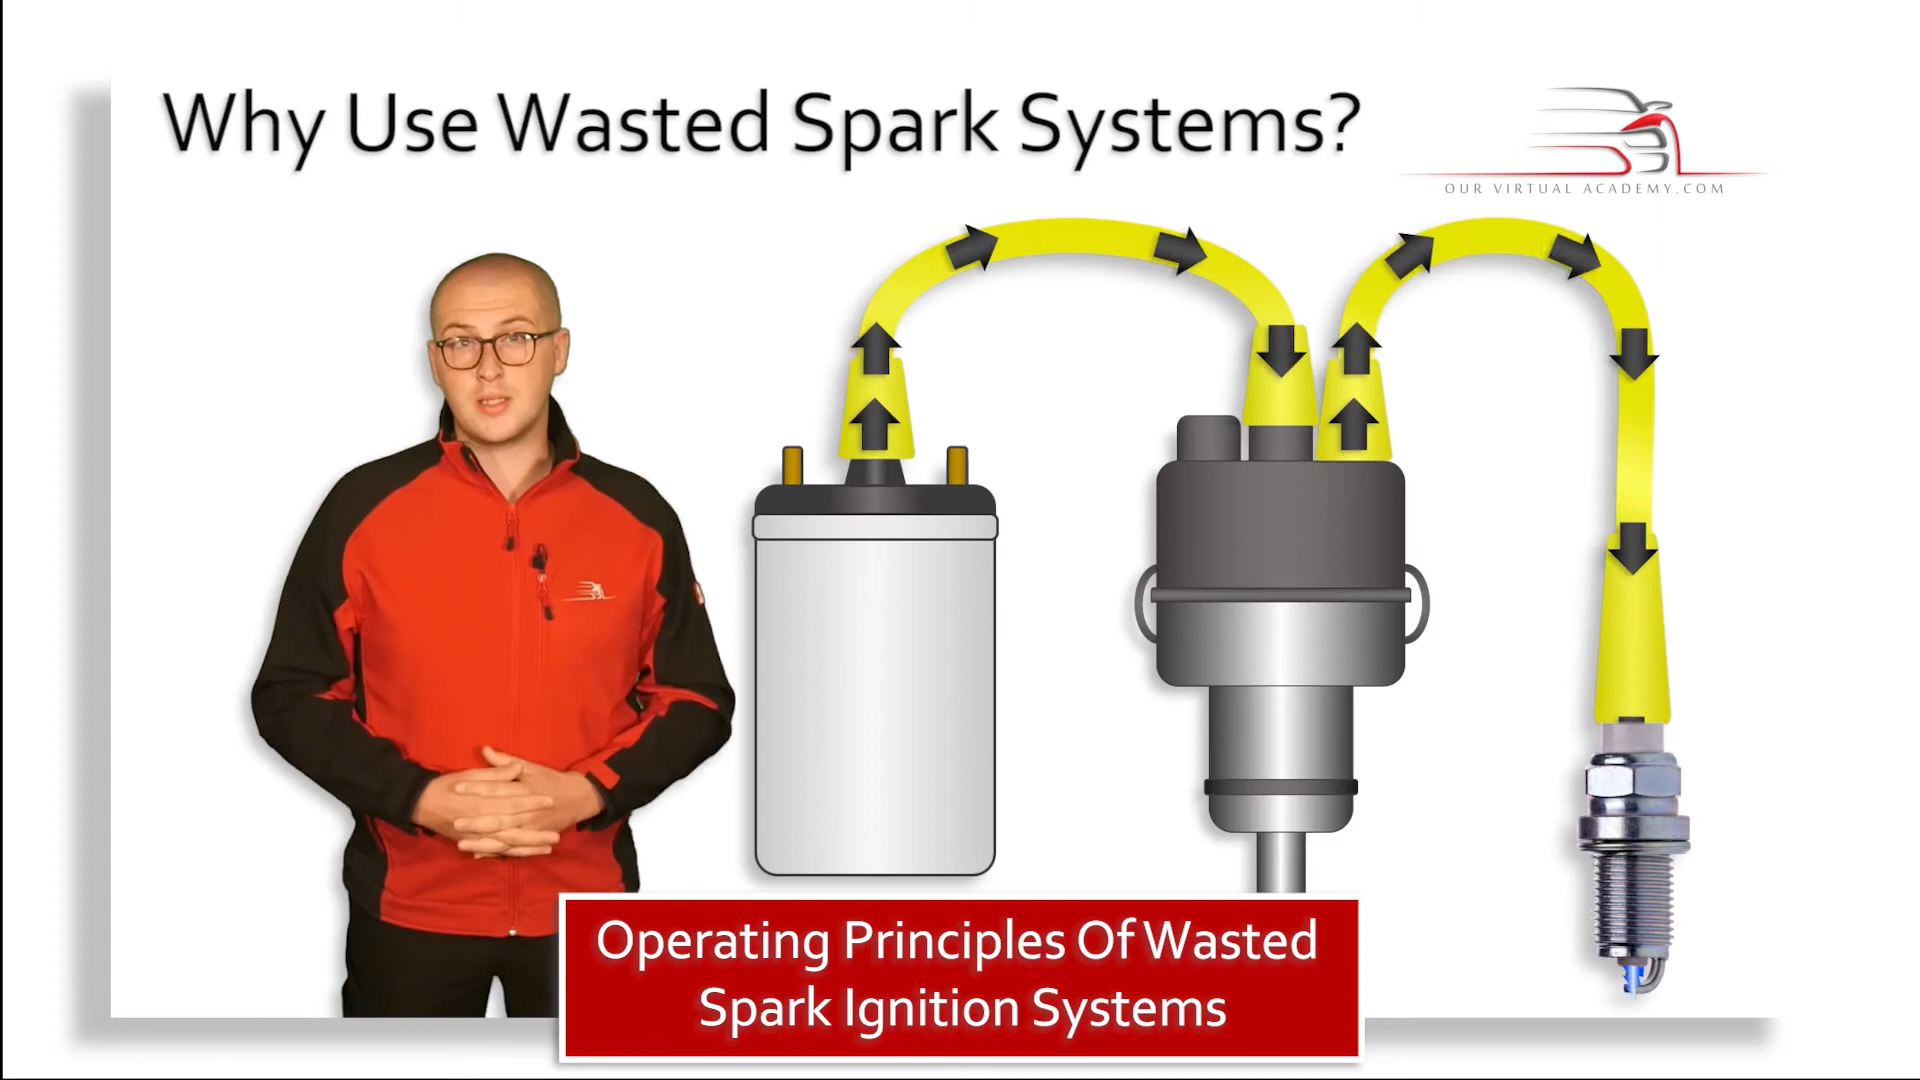 Why Use Wasted Spark Systems?
OUR VIRTUAL ACADEMY.COM
Operating Principles Of Wasted
Spark Ignition Systems